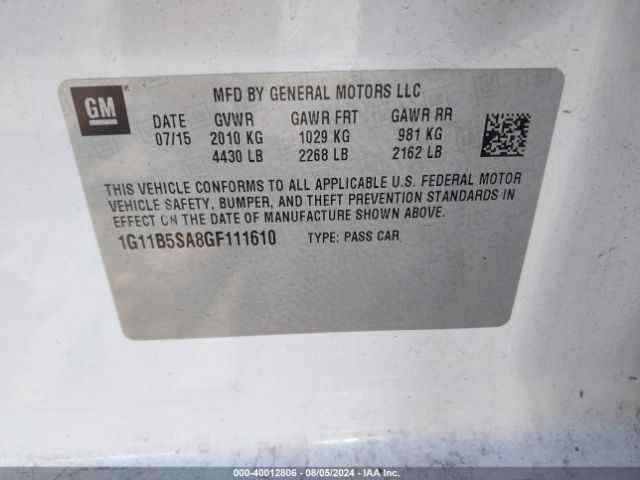 GM
MFD BY GENERAL MOTORS LLC
DATE GVWR GAWR FRT GAWR RR
07/15 2010 KG 1029 KG 981 KG
4430 LB 2268 LB 2162 LB
THIS VEHICLE CONFORMS TO ALL APPLICABLE U.S. FEDERAL MOTOR
VEHICLE SAFETY, BUMPER, AND THEFT PREVENTION STANDARDS IN
EFFECT ON THE DATE OF MANUFACTURE SHOWN ABOVE.
1G11B5SA8GF111610 TYPE: PASS CAR
000-40012806 - 08/05/2024 - IAA Inc.